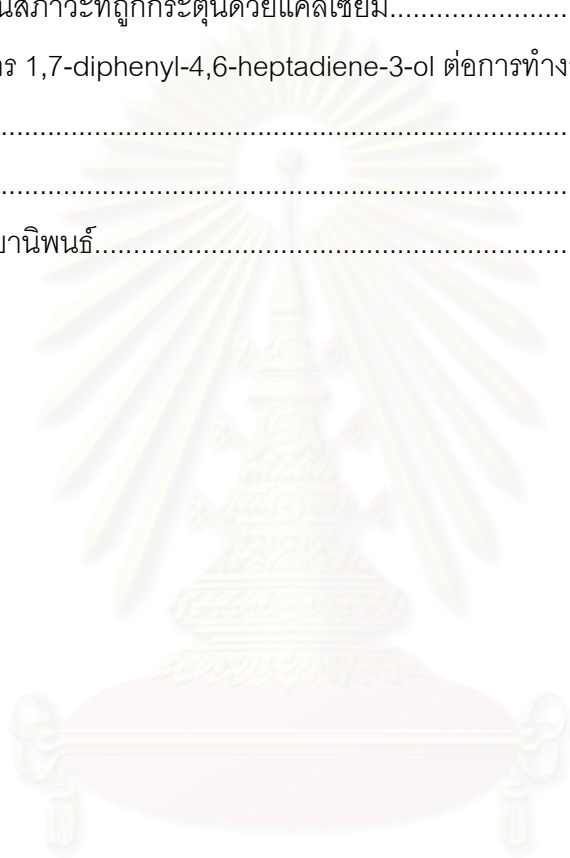 นสภาวะที่ถูกกระตุ้นด้วยแคลเซียม.......................
าร 1,7-diphenyl-4,6-heptadiene-3-ol ต่อการทำง
................................................................................
................................................................................
ยานิพนธ์....................................................................